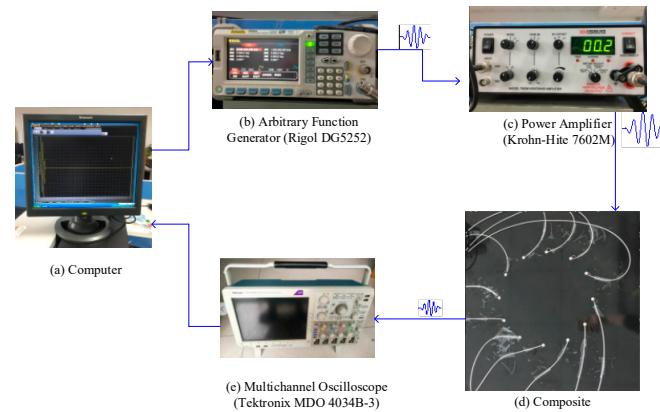 (b) Arbitrary Function
Generator (Rigol DG5252)
00.2
(c) Power Amplifier
(Krohn-Hite 7602M)
(a) Computer
(e) Multichannel Oscilloscope
(Tektronix MDO 4034B-3)
(d) Composite